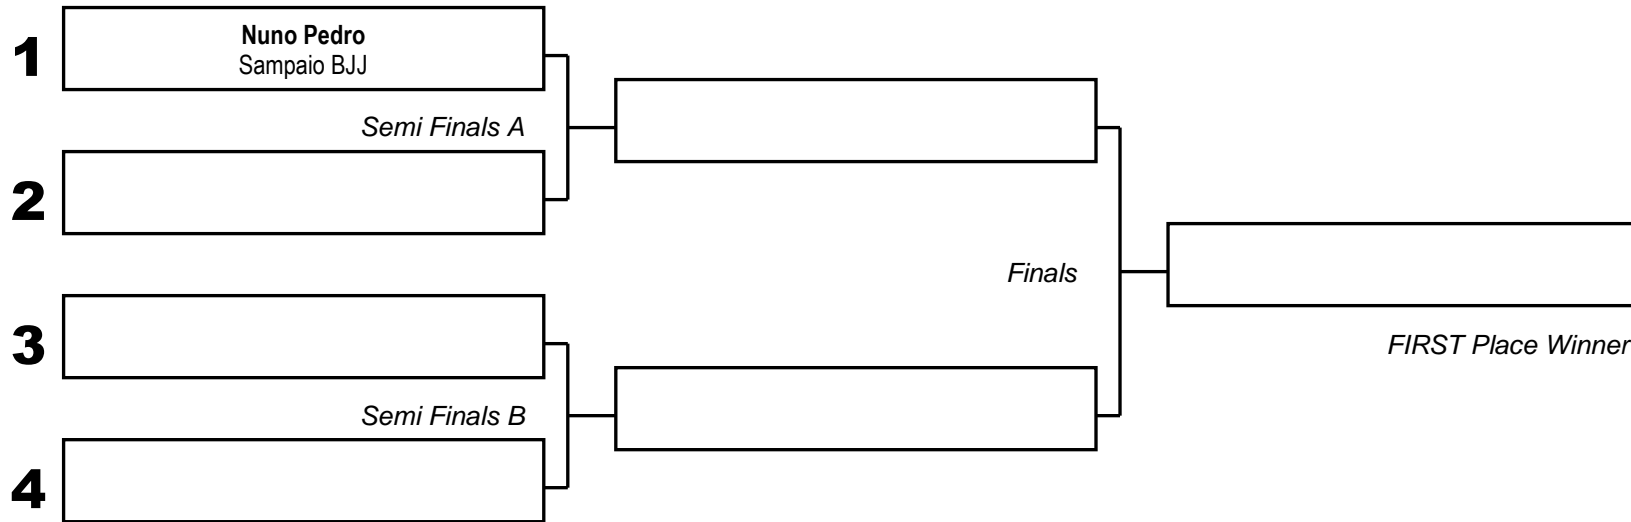 1
Nuno Pedro
Sampaio BJJ
Semi Finals A
2
Finals
3
FIRST Place Winner
Semi Finals B
4